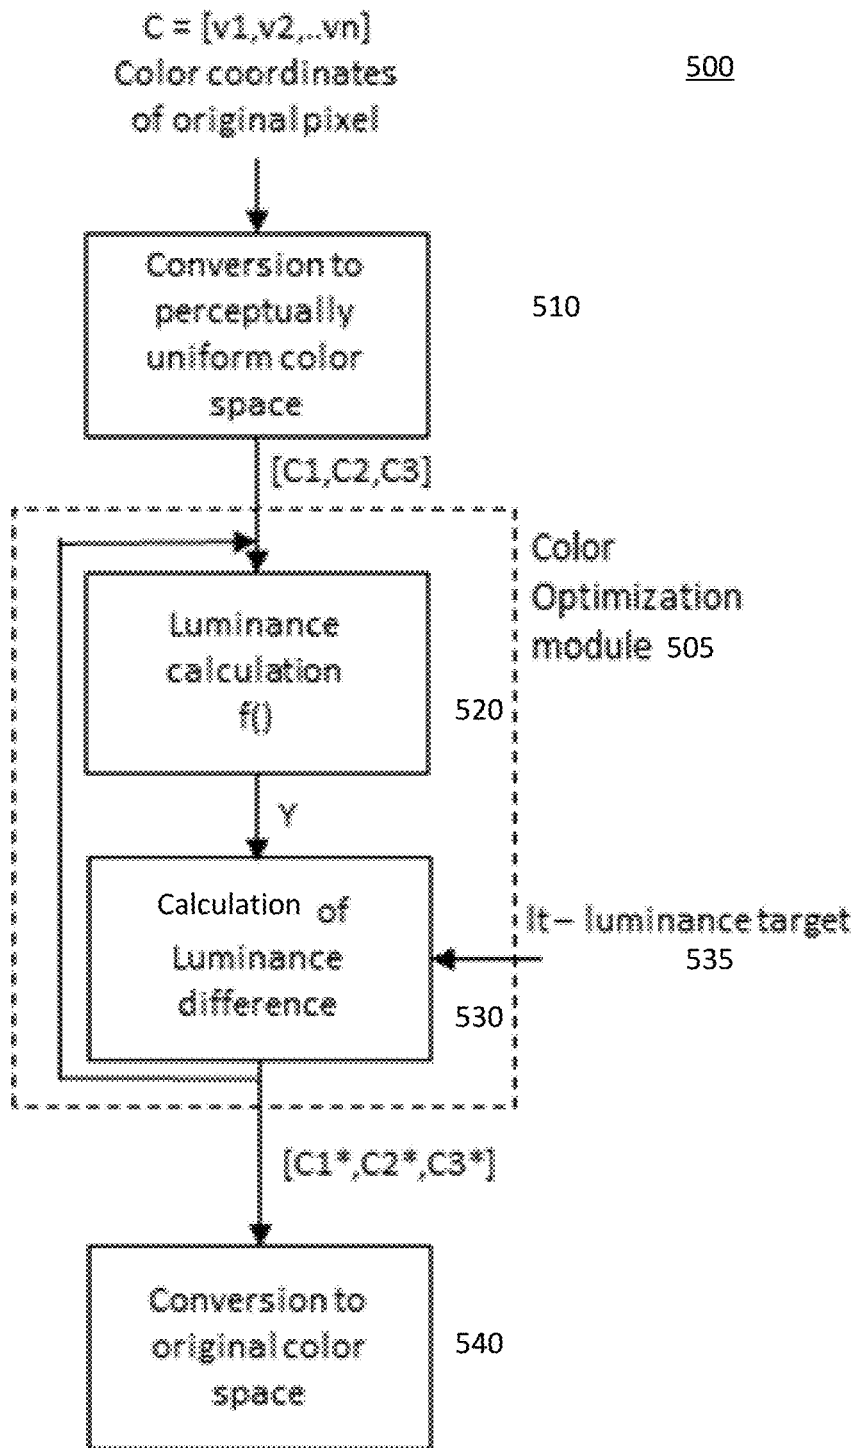 C = [v1,v2,..vn]
Color coordinates
of original pixel
500
Conversion to
perceptually
uniform color
space
510
[C1,C2,C3]
Color
Optimization
module 505
Luminance
calculation
f()
520
Y
Calculation of
Luminance
difference
530
lt – luminance target
535
[C1*,C2*,C3*]
Conversion to
original color
space
540